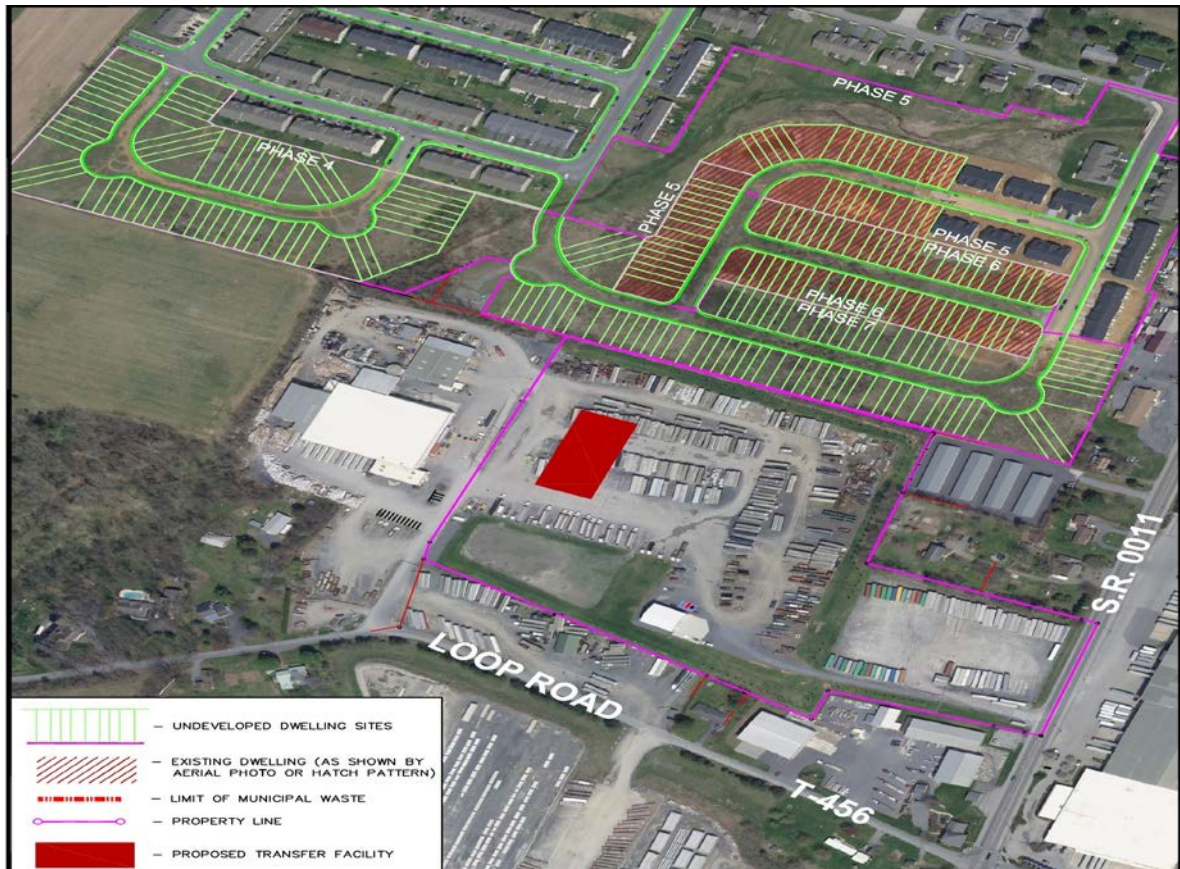 PHASE 5
PHASE 4
PHASE 5
PHASE 5
PHASE 6
PHASE 6
PHASE 7
S.R. 0011
LOOP ROAD
T-456
– UNDEVELOPED DWELLING SITES
– EXISTING DWELLING (AS SHOWN BY
AERIAL PHOTO OR HATCH PATTERN)
– LIMIT OF MUNICIPAL WASTE
– PROPERTY LINE
– PROPOSED TRANSFER FACILITY